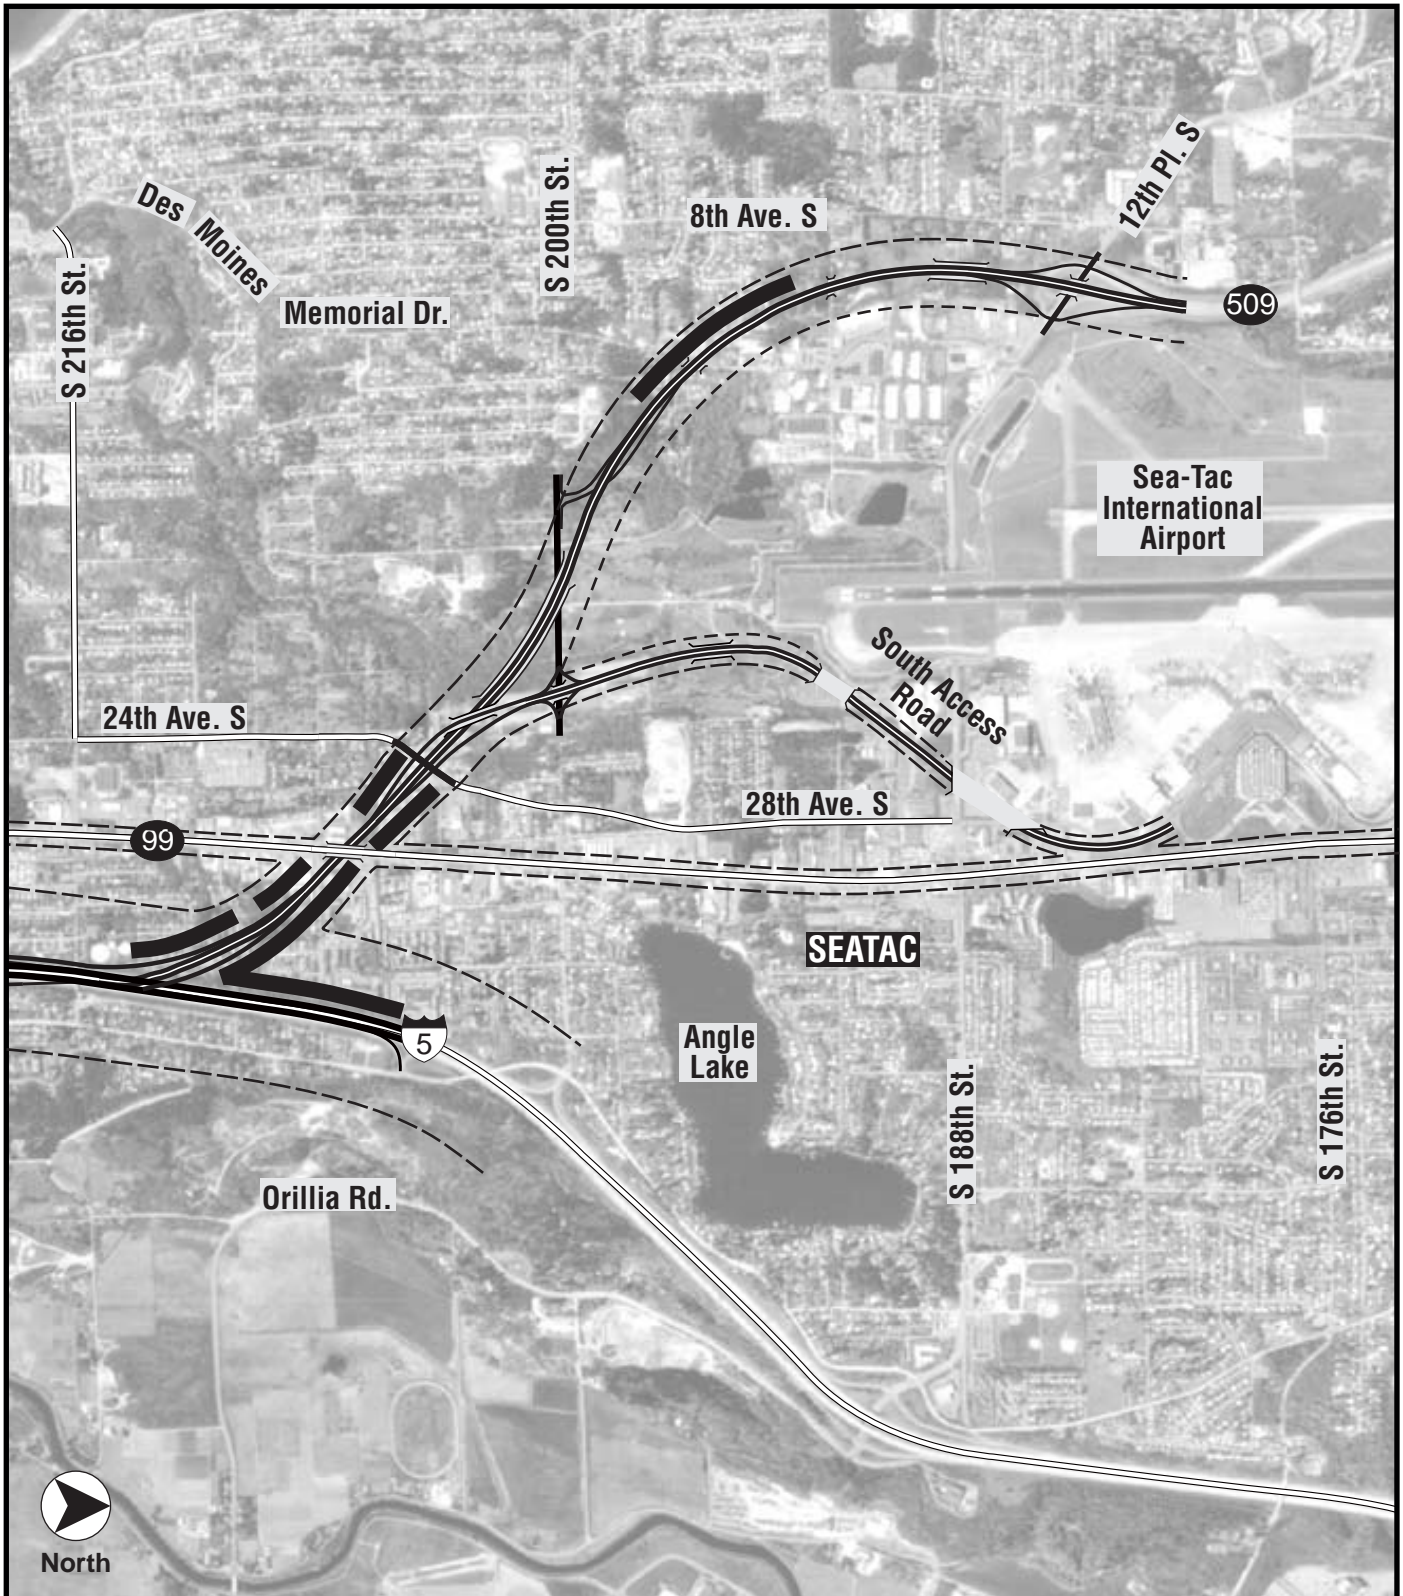 12th Pl. S
S 200th St.
8th Ave. S
Des Moines
Memorial Dr.
S 216th St.
509
Sea-Tac
International
Airport
South Access
Road
24th Ave. S
28th Ave. S
99
SEATAC
5
Angle
Lake
S 188th St.
S 176th St.
Orillia Rd.
North